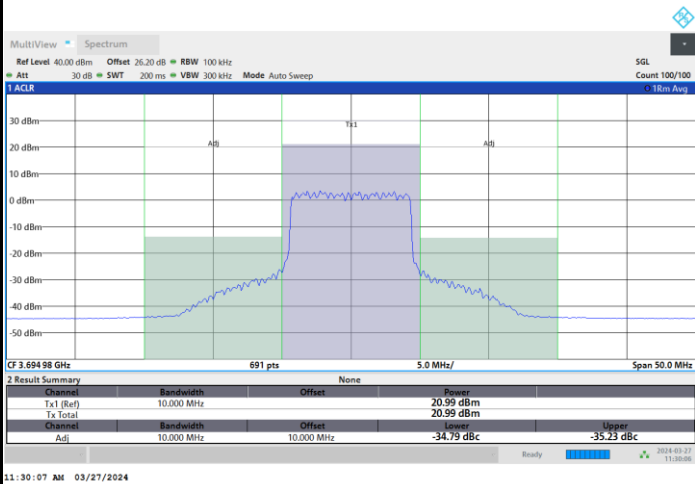 MultiView Spectrum
Ref Level 40.00 dBm Offset 26.20 dB RBW 100 kHz SGL
Att 30 dB SWT 200 ms VBW 300 kHz Mode Auto Sweep Count 100/100
1 ACLR 1Rm Avg
30 dBm
Tx1
20 dBm
Adj Adj
10 dBm
0 dBm
-10 dBm
-20 dBm
-30 dBm
-40 dBm
-50 dBm
CF 3.694 98 GHz 691 pts 5.0 MHz/ Span 50.0 MHz
2 Result Summary None
Channel Bandwidth Offset Power
Tx1 (Ref) 10.000 MHz 20.99 dBm
Tx Total 20.99 dBm
Channel Bandwidth Offset Lower Upper
Adj 10.000 MHz 10.000 MHz -34.79 dBc -35.23 dBc
Ready 2024-03-27
11:30:06
11:30:07 AM 03/27/2024